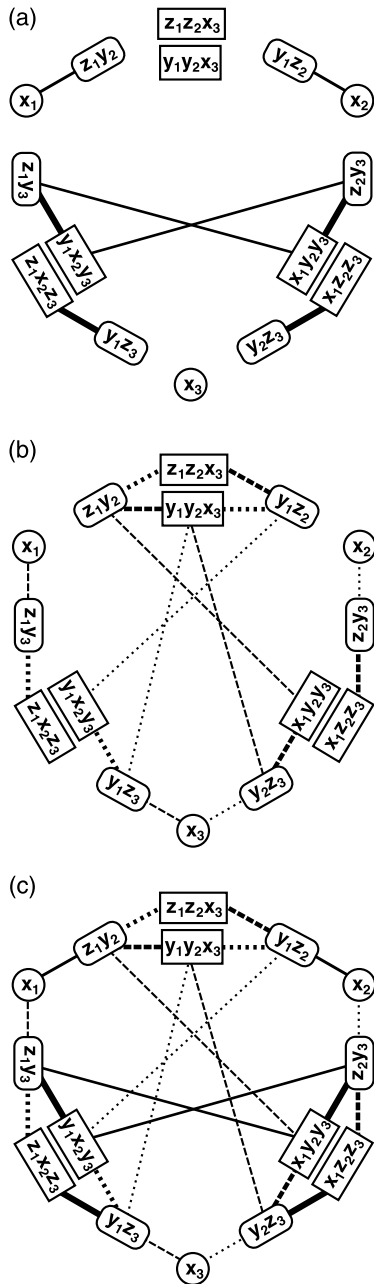 (a)
z₁z₂x₃
y₁y₂x₃
z₁y₂
y₁z₂
x₁
x₂
z₁y₃
z₂y₃
y₁x₂y₃
z₁x₂z₃
x₁y₂y₃
x₁z₂z₃
y₁z₃
y₂z₃
x₃
(b)
z₁z₂x₃
y₁y₂x₃
z₁y₂
y₁z₂
x₁
x₂
z₁y₃
z₂y₃
y₁x₂y₃
z₁x₂z₃
x₁y₂y₃
x₁z₂z₃
y₁z₃
y₂z₃
x₃
(c)
z₁z₂x₃
y₁y₂x₃
z₁y₂
y₁z₂
x₁
x₂
z₁y₃
z₂y₃
y₁x₂y₃
z₁x₂z₃
x₁y₂y₃
x₁z₂z₃
y₁z₃
y₂z₃
x₃